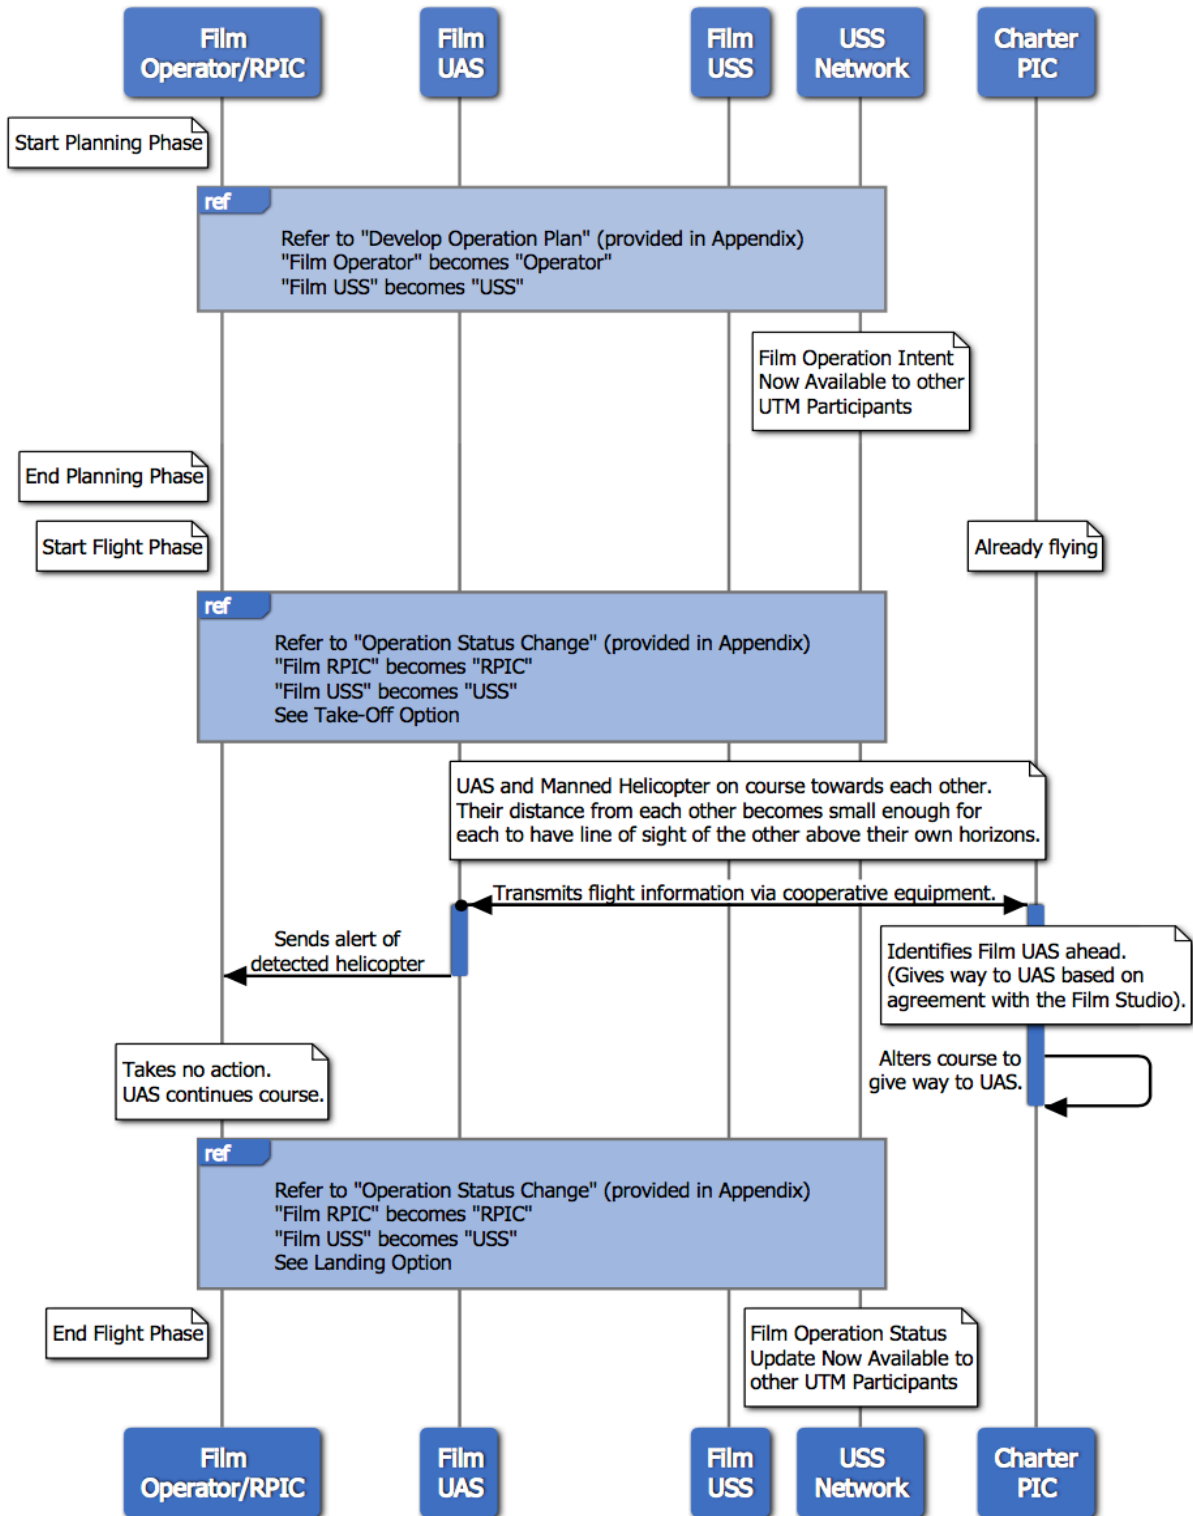 Film
Operator/RPIC
Film
UAS
Film
USS
USS
Network
Charter
PIC
Start Planning Phase
ref
Refer to "Develop Operation Plan" (provided in Appendix)
"Film Operator" becomes "Operator"
"Film USS" becomes "USS"
Film Operation Intent
Now Available to other
UTM Participants
End Planning Phase
Start Flight Phase
Already flying
ref
Refer to "Operation Status Change" (provided in Appendix)
"Film RPIC" becomes "RPIC"
"Film USS" becomes "USS"
See Take-Off Option
UAS and Manned Helicopter on course towards each other.
Their distance from each other becomes small enough for
each to have line of sight of the other above their own horizons.
Transmits flight information via cooperative equipment.
Sends alert of
detected helicopter
Identifies Film UAS ahead.
(Gives way to UAS based on
agreement with the Film Studio).
Takes no action.
UAS continues course.
Alters course to
give way to UAS.
ref
Refer to "Operation Status Change" (provided in Appendix)
"Film RPIC" becomes "RPIC"
"Film USS" becomes "USS"
See Landing Option
End Flight Phase
Film Operation Status
Update Now Available to
other UTM Participants
Film
Operator/RPIC
Film
UAS
Film
USS
USS
Network
Charter
PIC